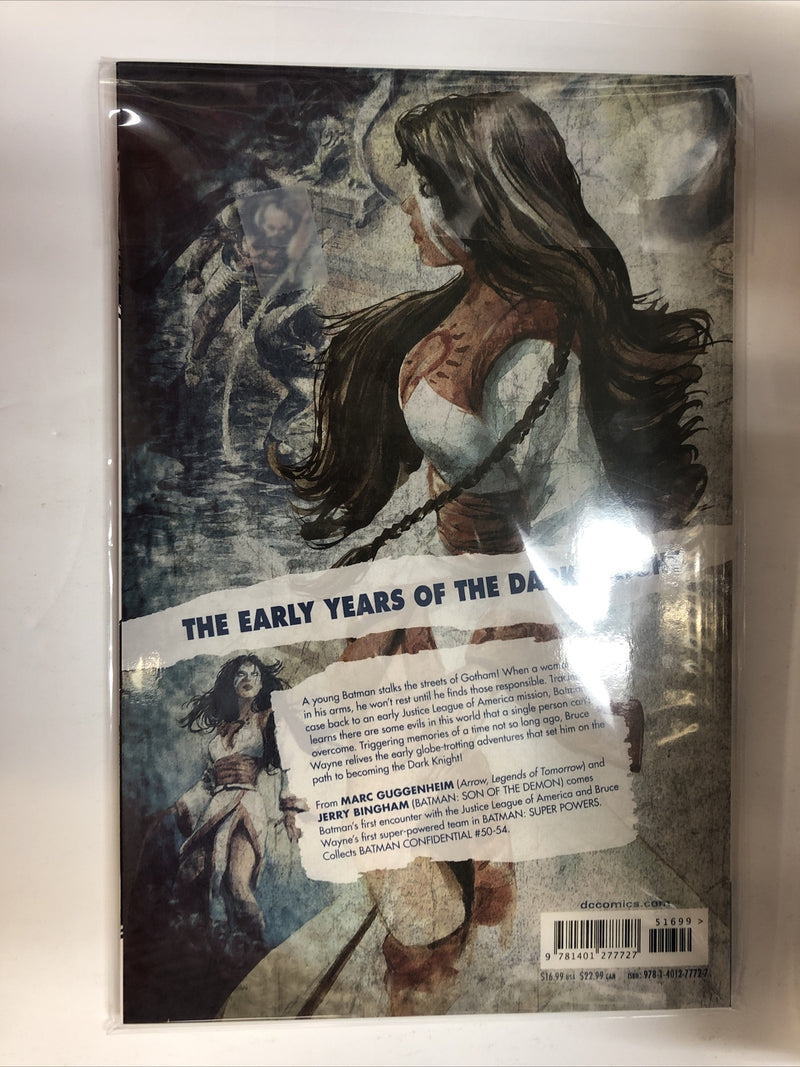 THE EARLY YEARS OF THE DARK
A young Batman stalks the streets of Gotham! When a
in his arms, he won't rest until he finds those responsible.
case back to an early Justice League of America mission,
learns there are some evils in this world that a single person can't
overcome. Triggering memories of a time not so long ago, Bruce
Wayne relives the early globe-trotting adventures that set him on the
path to becoming the Dark Knight!
From MARC GUGGENHEIM (Arrow, Legends of Tomorrow) and
JERRY BINGHAM (BATMAN: SON OF THE DEMON) comes
Batman's first encounter with the Justice League of America and Bruce
Wayne's first super-powered team in BATMAN: SUPER POWERS.
Collects BATMAN CONFIDENTIAL #50-54.
dccomics.com
51699>
9 781401 277727
$16.99 USA $22.99 CAN ISBN: 978-1-4012-7772-7